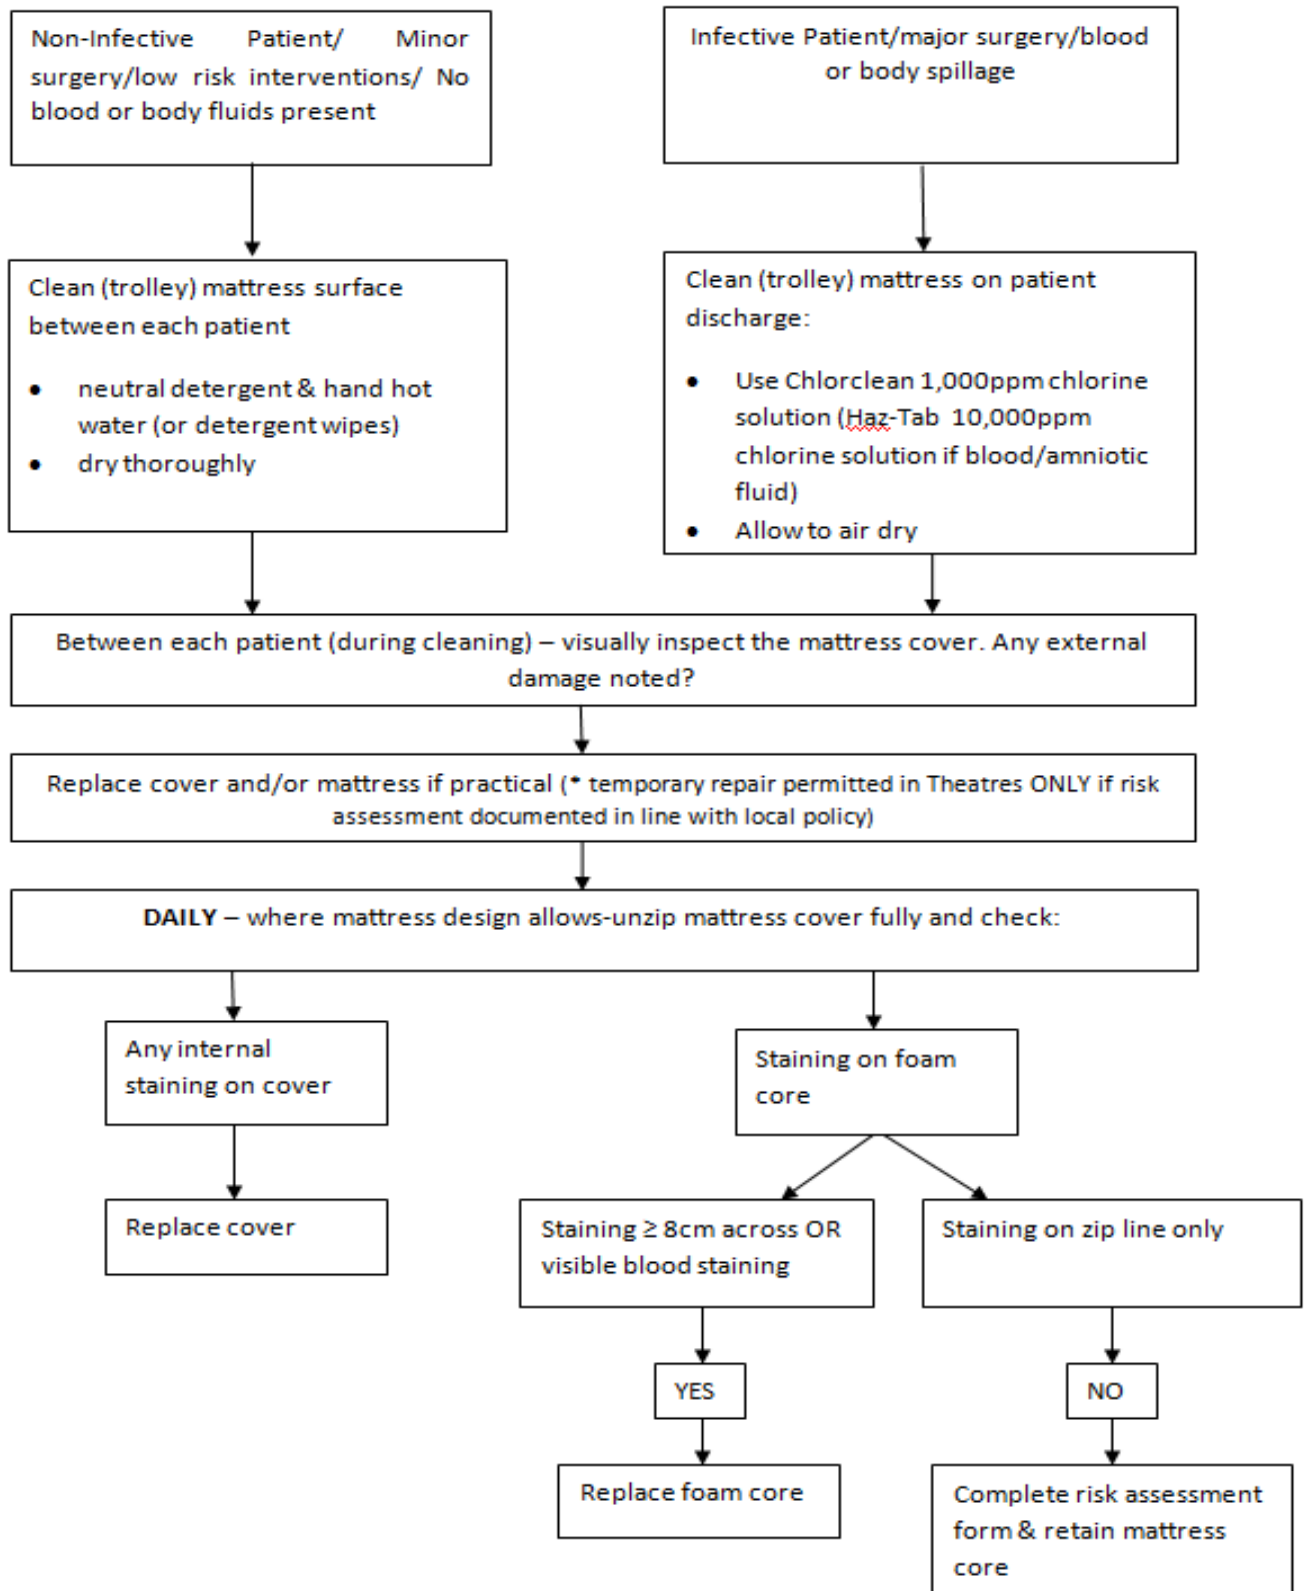 Non-Infective Patient/ Minor
surgery/low risk interventions/ No
blood or body fluids present
Infective Patient/major surgery/blood
or body spillage
Clean (trolley) mattress surface
between each patient
• neutral detergent & hand hot
water (or detergent wipes)
• dry thoroughly
Clean (trolley) mattress on patient
discharge:
• Use Chlorclean 1,000ppm chlorine
solution (Haz-Tab 10,000ppm
chlorine solution if blood/amniotic
fluid)
• Allow to air dry
Between each patient (during cleaning) – visually inspect the mattress cover. Any external
damage noted?
Replace cover and/or mattress if practical (* temporary repair permitted in Theatres ONLY if risk
assessment documented in line with local policy)
DAILY – where mattress design allows-unzip mattress cover fully and check:
Any internal
staining on cover
Replace cover
Staining on foam
core
Staining ≥ 8cm across OR
visible blood staining
YES
Replace foam core
Staining on zip line only
NO
Complete risk assessment
form & retain mattress
core